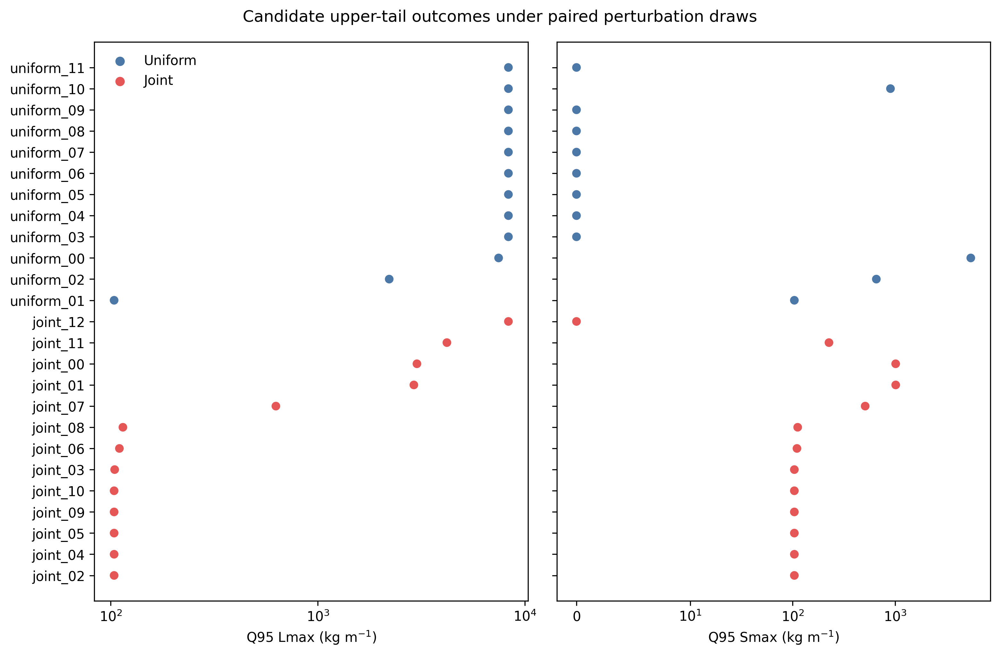 Candidate upper-tail outcomes under paired perturbation draws
Uniform
Joint
uniform_11
uniform_10
uniform_09
uniform_08
uniform_07
uniform_06
uniform_05
uniform_04
uniform_03
uniform_00
uniform_02
uniform_01
joint_12
joint_11
joint_00
joint_01
joint_07
joint_08
joint_06
joint_03
joint_10
joint_09
joint_05
joint_04
joint_02
10² 10³ 10⁴
Q95 Lmax (kg m⁻¹)
0 10¹ 10² 10³
Q95 Smax (kg m⁻¹)